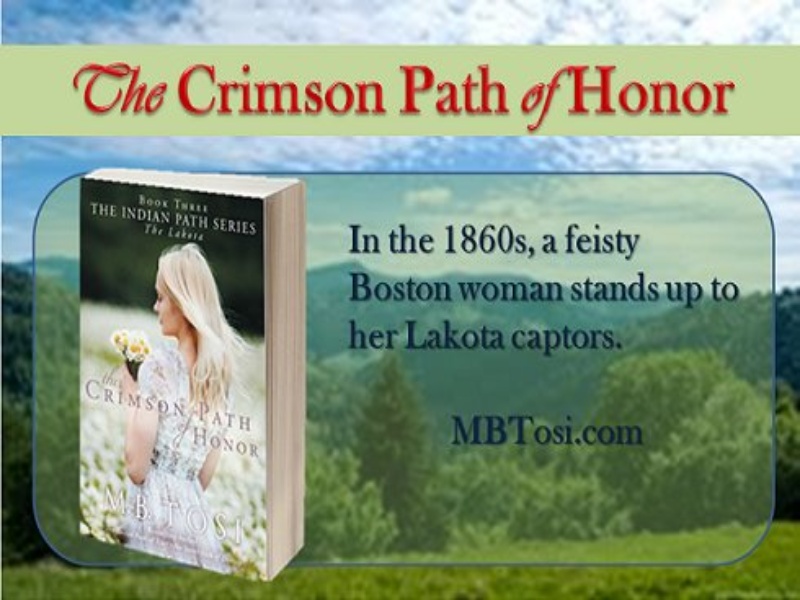 The Crimson Path of Honor
BOOK THREE
THE INDIAN PATH SERIES
The Lakota
the
CRIMSON PATH
of HONOR
MB TOSI
In the 1860s, a feisty
Boston woman stands up to
her Lakota captors.
MBTosi.com